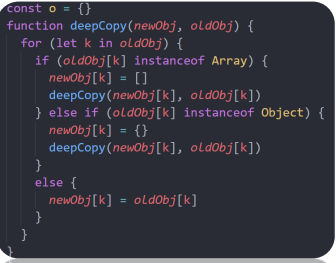 const o = {}
function deepCopy(newObj, oldObj) {
for (let k in oldObj) {
if (oldObj[k] instanceof Array) {
newObj[k] = []
deepCopy(newObj[k], oldObj[k])
} else if (oldObj[k] instanceof Object) {
newObj[k] = {}
deepCopy(newObj[k], oldObj[k])
}
else {
newObj[k] = oldObj[k]
}
}
}